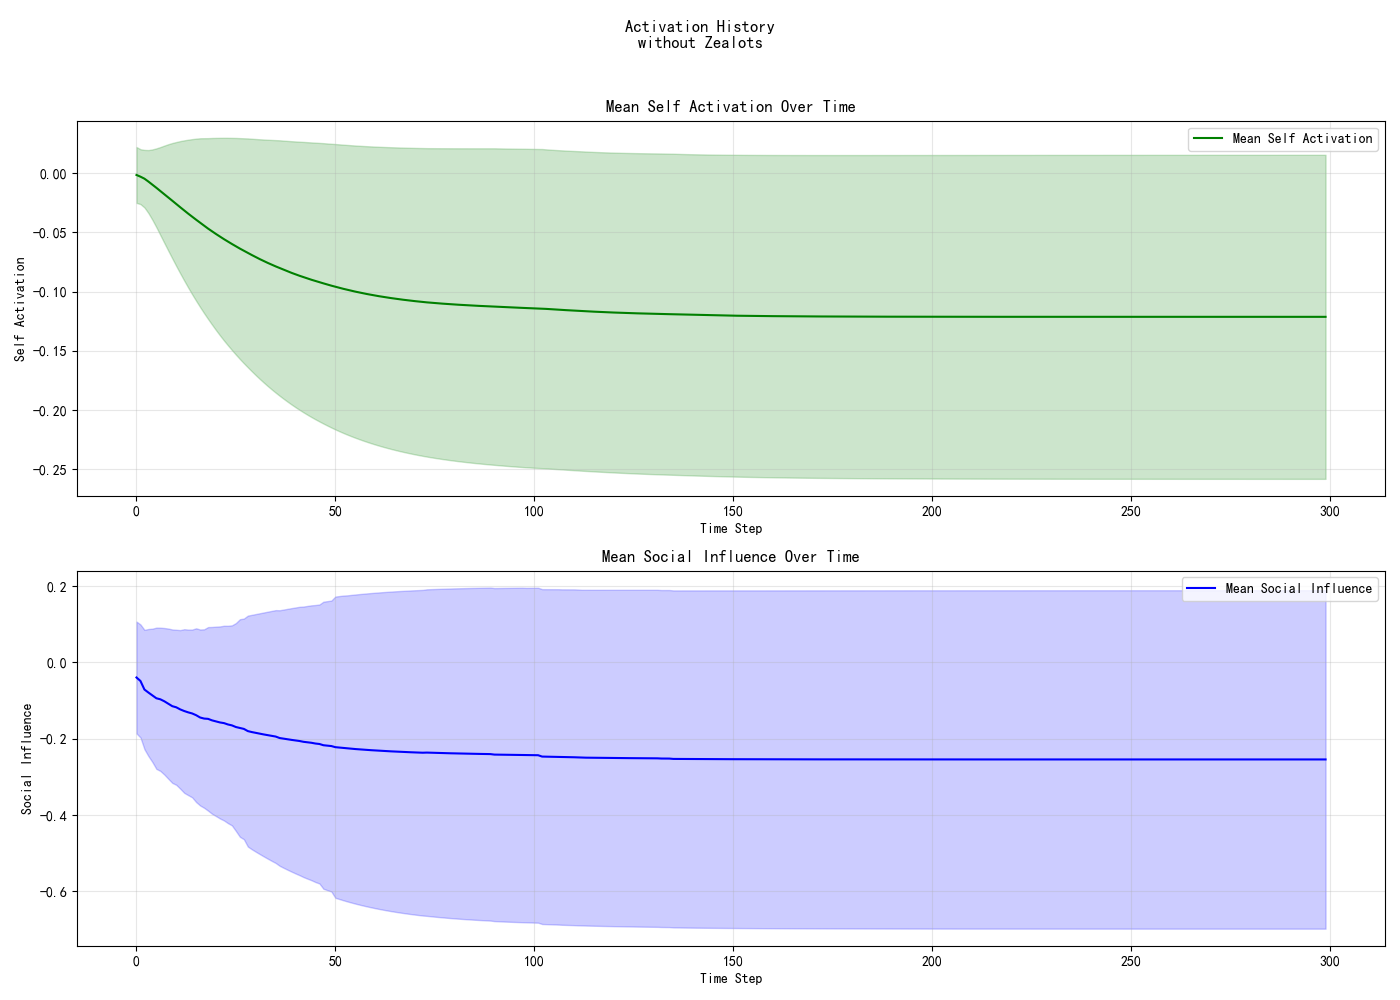 Activation History
without Zealots
Mean Self Activation Over Time
Mean Self Activation
0.00
−0.05
−0.10
−0.15
−0.20
−0.25
Self Activation
0
50
100
150
200
250
300
Time Step
Mean Social Influence Over Time
Mean Social Influence
0.2
0.0
−0.2
−0.4
−0.6
Social Influence
0
50
100
150
200
250
300
Time Step